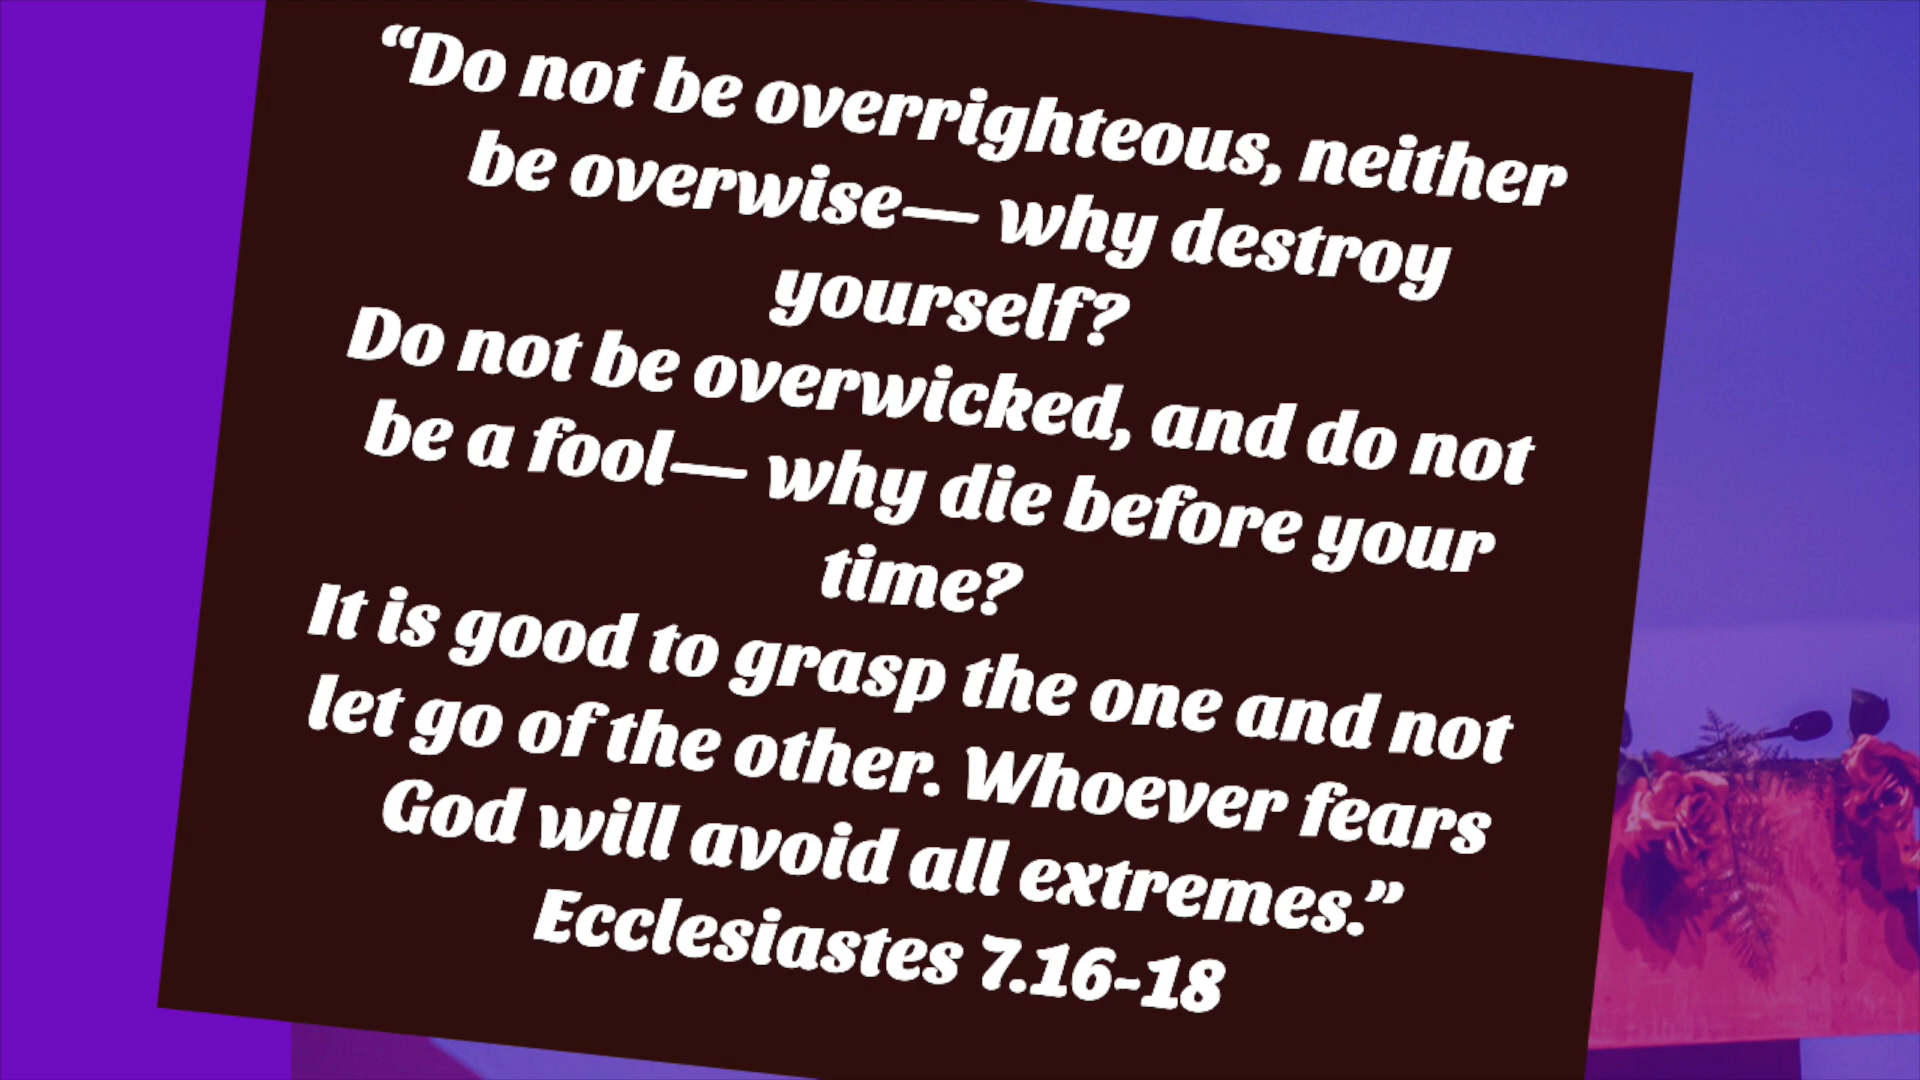 “Do not be overrighteous, neither
be overwise— why destroy
yourself?
Do not be overwicked, and do not
be a fool— why die before your
time?
It is good to grasp the one and not
let go of the other. Whoever fears
God will avoid all extremes.”
Ecclesiastes 7.16-18